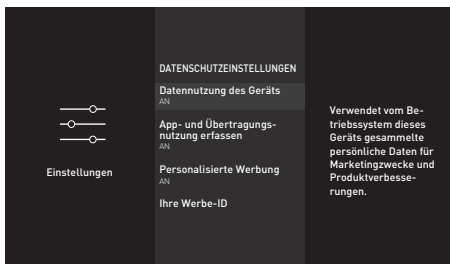 Einstellungen
DATENSCHUTZEINSTELLUNGEN
Datennutzung des Geräts
AN
App- und Übertragungs-
nutzung erfassen
AN
Personalisierte Werbung
AN
Ihre Werbe-ID
Verwendet vom Be-
triebssystem dieses
Geräts gesammelte
persönliche Daten für
Marketingzwecke und
Produktverbesse-
rungen.